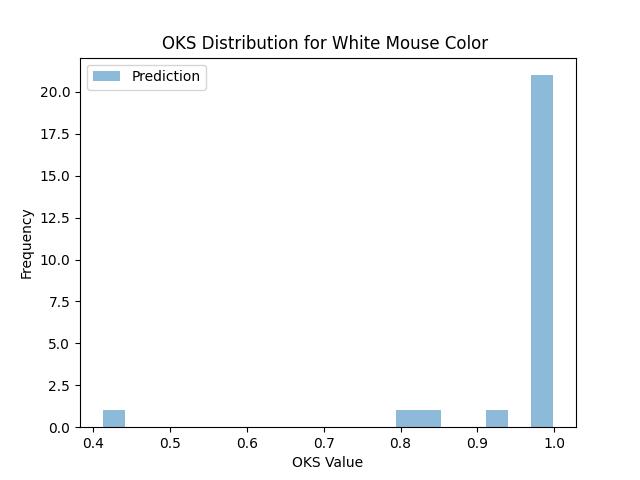 OKS Distribution for White Mouse Color
Prediction
20.0
17.5
15.0
12.5
10.0
7.5
5.0
2.5
0.0
Frequency
0.4 0.5 0.6 0.7 0.8 0.9 1.0
OKS Value